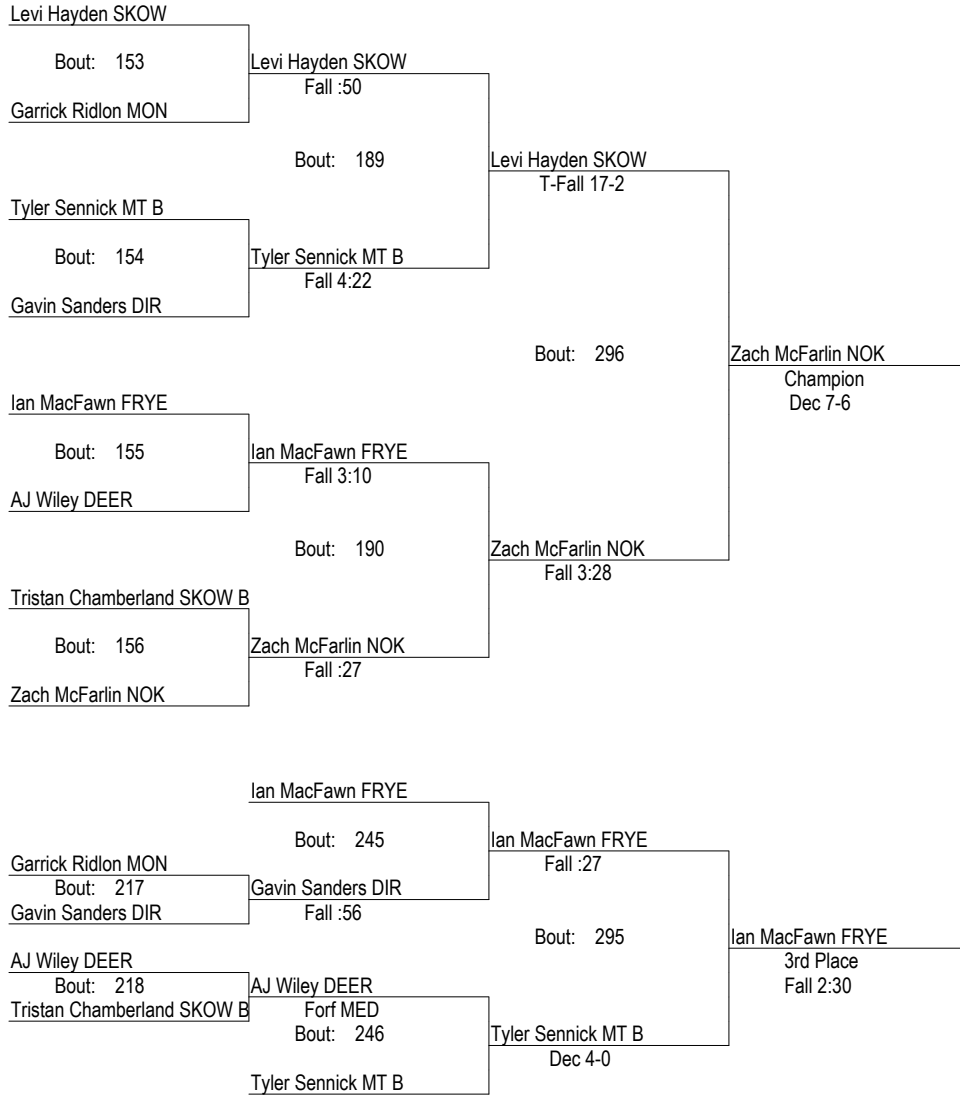 Levi Hayden SKOW
Bout: 153
Levi Hayden SKOW
Fall :50
Garrick Ridlon MON
Bout: 189
Levi Hayden SKOW
T-Fall 17-2
Tyler Sennick MT B
Bout: 154
Tyler Sennick MT B
Fall 4:22
Gavin Sanders DIR
Bout: 296
Zach McFarlin NOK
Champion
Dec 7-6
Ian MacFawn FRYE
Bout: 155
Ian MacFawn FRYE
Fall 3:10
AJ Wiley DEER
Bout: 190
Zach McFarlin NOK
Fall 3:28
Tristan Chamberland SKOW B
Bout: 156
Zach McFarlin NOK
Fall :27
Zach McFarlin NOK
Ian MacFawn FRYE
Bout: 245
Ian MacFawn FRYE
Fall :27
Garrick Ridlon MON
Bout: 217
Gavin Sanders DIR
Gavin Sanders DIR
Fall :56
Bout: 295
Ian MacFawn FRYE
3rd Place
Fall 2:30
AJ Wiley DEER
Bout: 218
Tristan Chamberland SKOW B
AJ Wiley DEER
Forf MED
Bout: 246
Tyler Sennick MT B
Dec 4-0
Tyler Sennick MT B